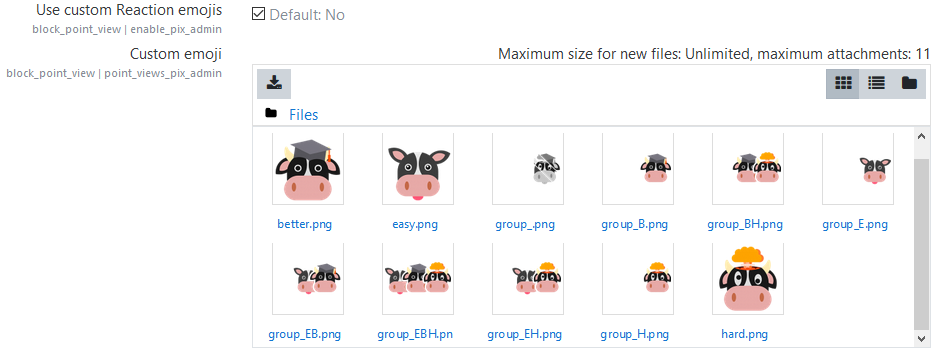 Use custom Reaction emojis
Default: No
block_point_view | enable_pix_admin
Custom emoji
block_point_view | point_views_pix_admin
Maximum size for new files: Unlimited, maximum attachments: 11
Files
better.png
easy.png
group_.png
group_B.png
group_BH.png
group_E.png
group_EB.png
group_EBH.pn
group_EH.png
group_H.png
hard.png